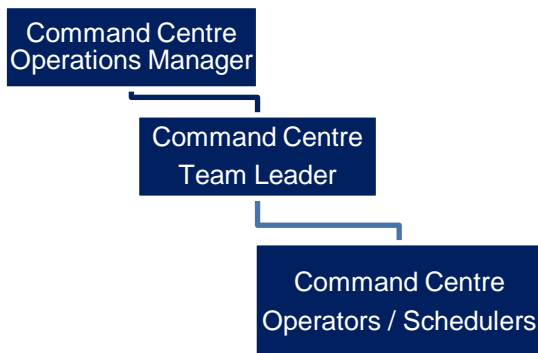 Command Centre
Operations Manager
Command Centre
Team Leader
Command Centre
Operators / Schedulers